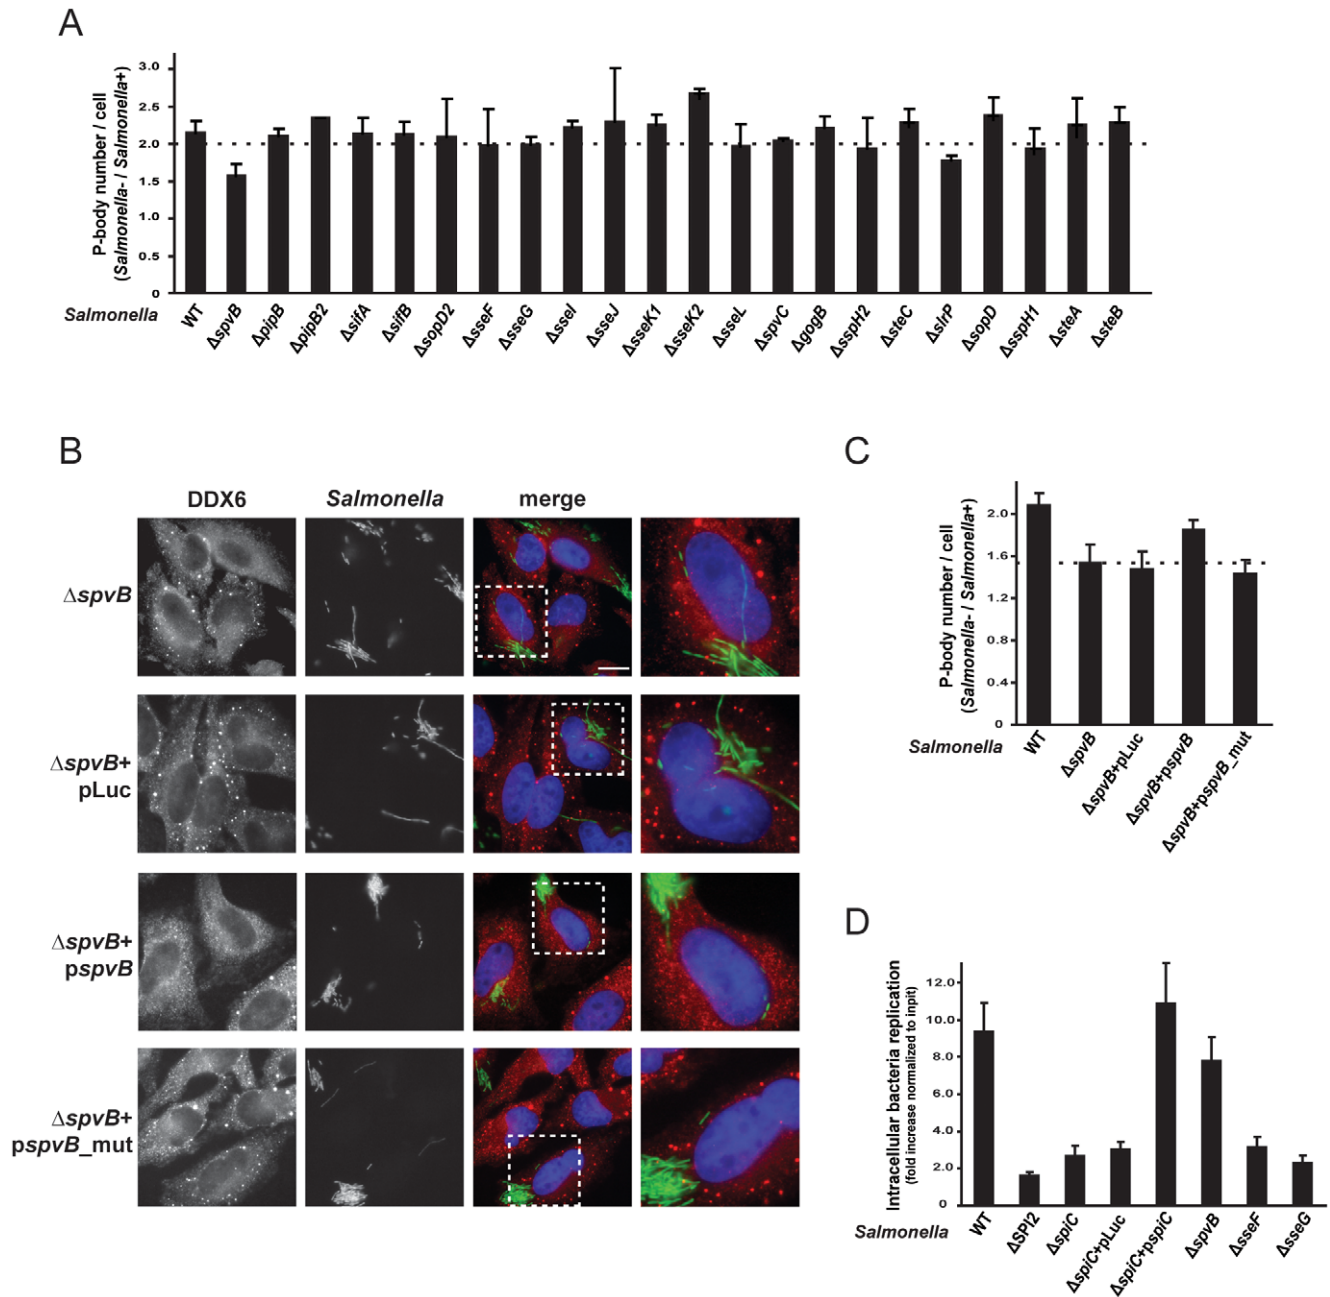 A
P-body number / cell
(Salmonella- / Salmonella+)
3.0
2.5
2.0
1.5
1.0
0.5
0
Salmonella
WT
ΔspvB
ΔpipB
ΔpipB2
ΔsifA
ΔsifB
ΔsopD2
ΔsseF
ΔsseG
ΔsseI
ΔsseJ
ΔsseK1
ΔsseK2
ΔsseL
ΔspvC
ΔgogB
ΔsspH2
ΔsteC
ΔslrP
ΔsopD
ΔsspH1
ΔsteA
ΔsteB
B
DDX6
Salmonella
merge
ΔspvB
ΔspvB+
pLuc
ΔspvB+
pspvB
ΔspvB+
pspvB_mut
C
P-body number / cell
(Salmonella- / Salmonella+)
2.0
1.6
1.2
0.8
0.4
0
Salmonella
WT
ΔspvB
ΔspvB+pLuc
ΔspvB+pspvB
ΔspvB+pspvB_mut
D
Intracellular bacteria replication
(fold increase normalized to inpit)
12.0
10.0
8.0
6.0
4.0
2.0
0
Salmonella
WT
ΔSPI2
ΔspiC
ΔspiC+pLuc
ΔspiC+pspiC
ΔspvB
ΔsseF
ΔsseG